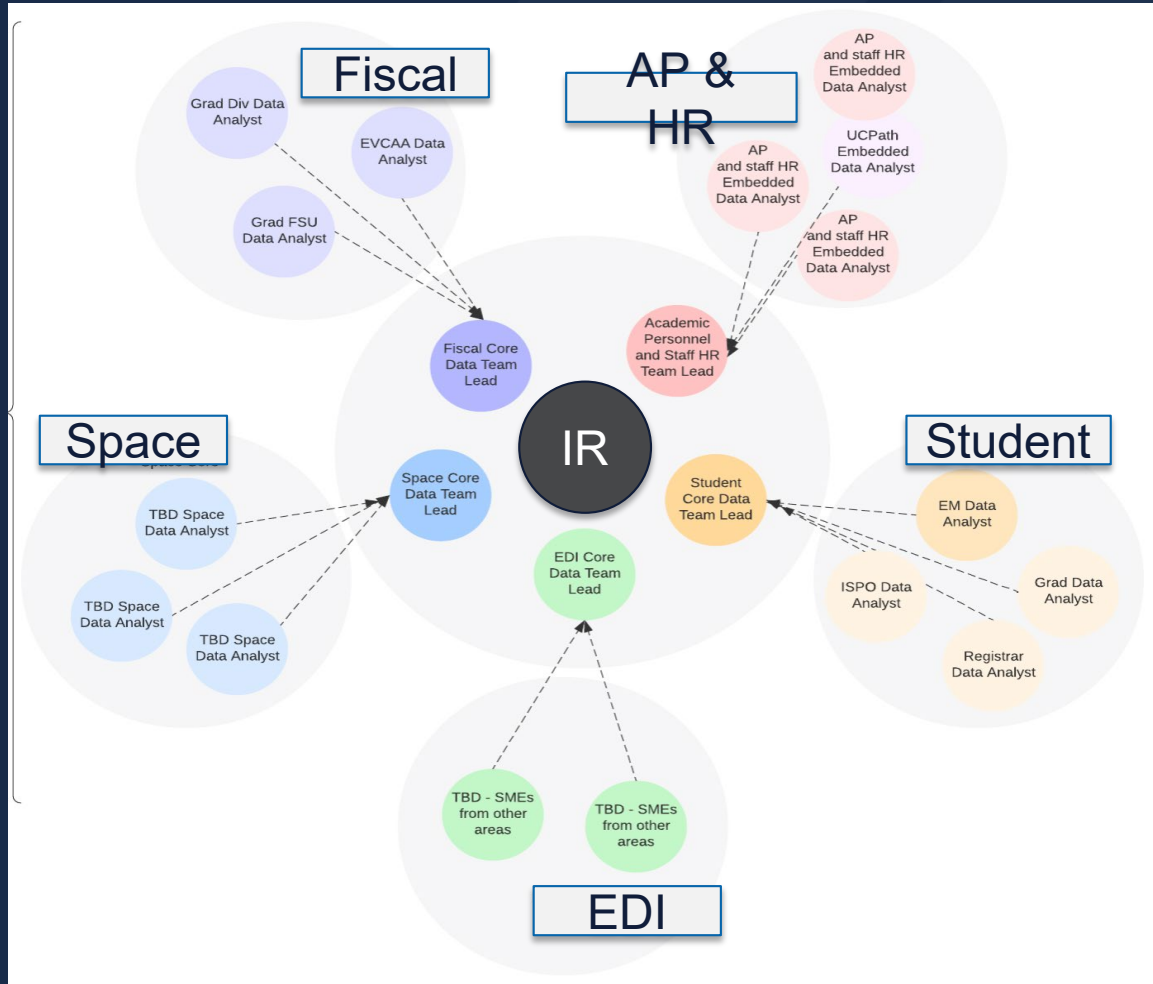 Fiscal
Grad Div Data
Analyst
EVCAA Data
Analyst
Grad FSU
Data Analyst
AP &
HR
AP
and staff HR
Embedded
Data Analyst
UCPath
Embedded
Data Analyst
AP
and staff HR
Embedded
Data Analyst
AP
and staff HR
Embedded
Data Analyst
Fiscal Core
Data Team
Lead
Academic
Personnel
and Staff HR
Team Lead
IR
Space
Space Core
Data Team
Lead
TBD Space
Data Analyst
TBD Space
Data Analyst
TBD Space
Data Analyst
Student
Student
Core Data
Team Lead
EM Data
Analyst
ISPO Data
Analyst
Grad Data
Analyst
Registrar
Data Analyst
EDI Core
Data Team
Lead
TBD - SMEs
from other
areas
TBD - SMEs
from other
areas
EDI